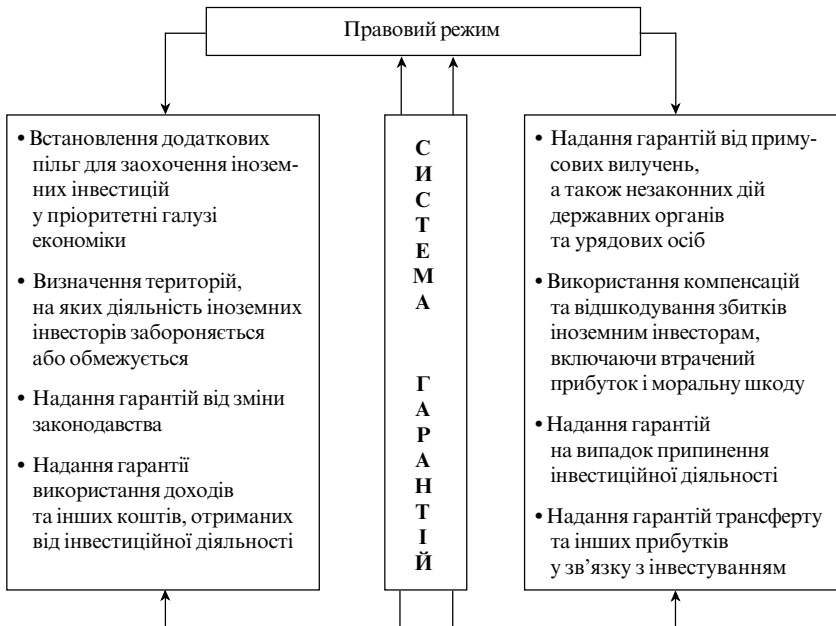 Правовий режим
• Встановлення додаткових
пільг для заохочення інозем-
них інвестицій
у пріоритетні галузі
економіки
• Визначення територій,
на яких діяльність іноземних
інвесторів забороняється
або обмежується
• Надання гарантій від зміни
законодавства
• Надання гарантії
використання доходів
та інших коштів, отриманих
від інвестиційної діяльності
СИСТЕМА ГАРАНТІЙ
• Надання гарантій від приму-
сових вилучень,
а також незаконних дій
державних органів
та урядових осіб
• Використання компенсацій
та відшкодування збитків
іноземним інвесторам,
включаючи втрачений
прибуток і моральну шкоду
• Надання гарантій
на випадок припинення
інвестиційної діяльності
• Надання гарантій трансферту
та інших прибутків
у зв'язку з інвестуванням